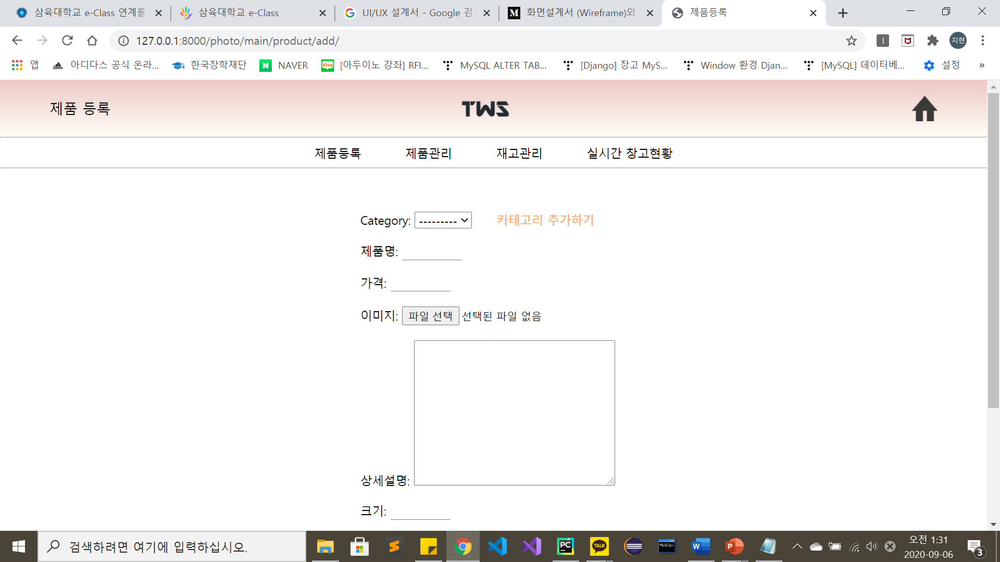 삼육대학교 e-Class 연계를
삼육대학교 e-Class
UI/UX 설계서 - Google 검색
화면설계서 (Wireframe)와
제품등록
127.0.0.1:8000/photo/main/product/add/
지현
앱
아디다스 공식 온라...
한국장학재단
NAVER
[아두이노 강좌] RFI...
MySQL ALTER TAB...
[Django] 장고 MyS...
Window 환경 Djan...
[MySQL] 데이터베...
설정
»
제품 등록
TWS
제품등록 제품관리 재고관리 실시간 창고현황
Category: --------- 카테고리 추가하기
제품명:
가격:
이미지: 파일 선택 선택된 파일 없음
상세설명:
크기:
검색하려면 여기에 입력하십시오.
오전 1:31
2020-09-06
3